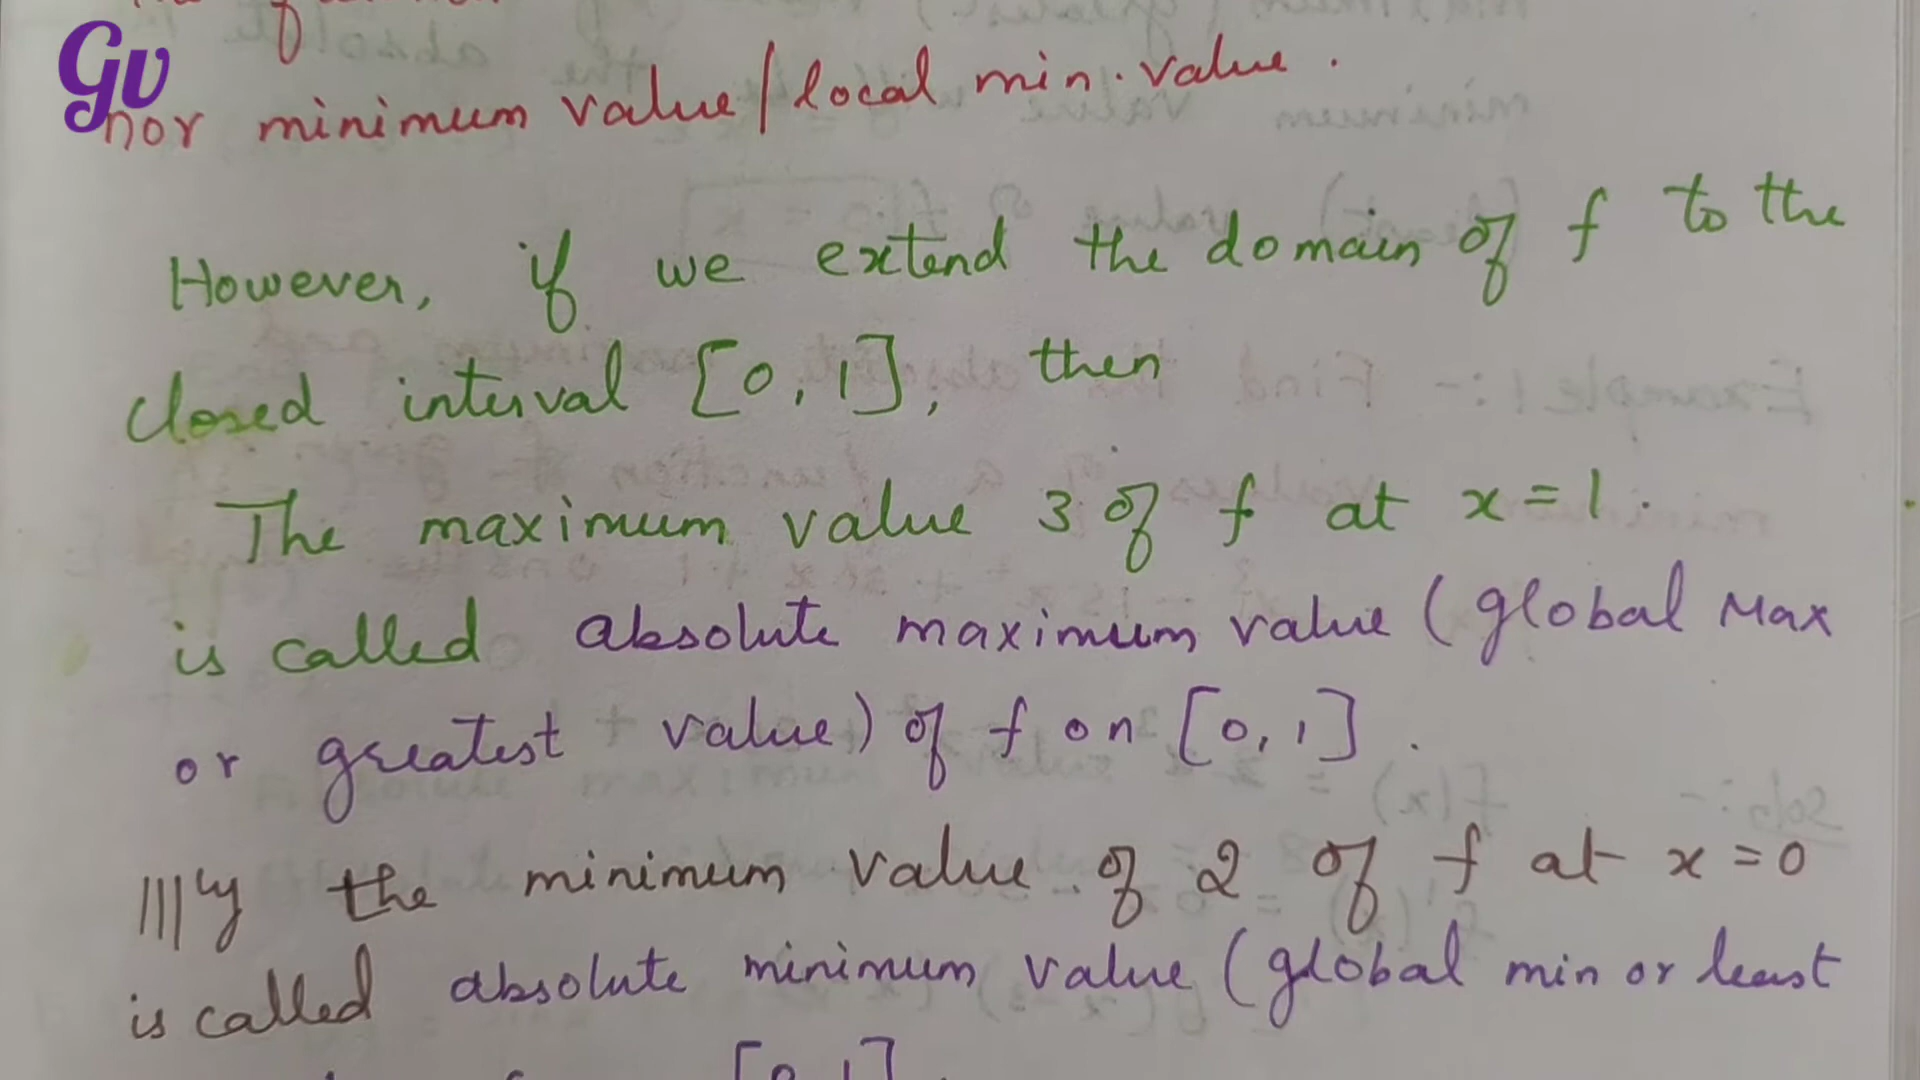 Gv
nor minimum value/local min. value.
However, if we extend the domain of f to the
closed interval [0, 1], then
The maximum value 3 of f at x = 1.
is called absolute maximum value (global Max
or greatest value) of f on [0, 1].
|||ly the minimum value of 2 of f at x = 0
is called absolute minimum value (global min or least
[0, 1]